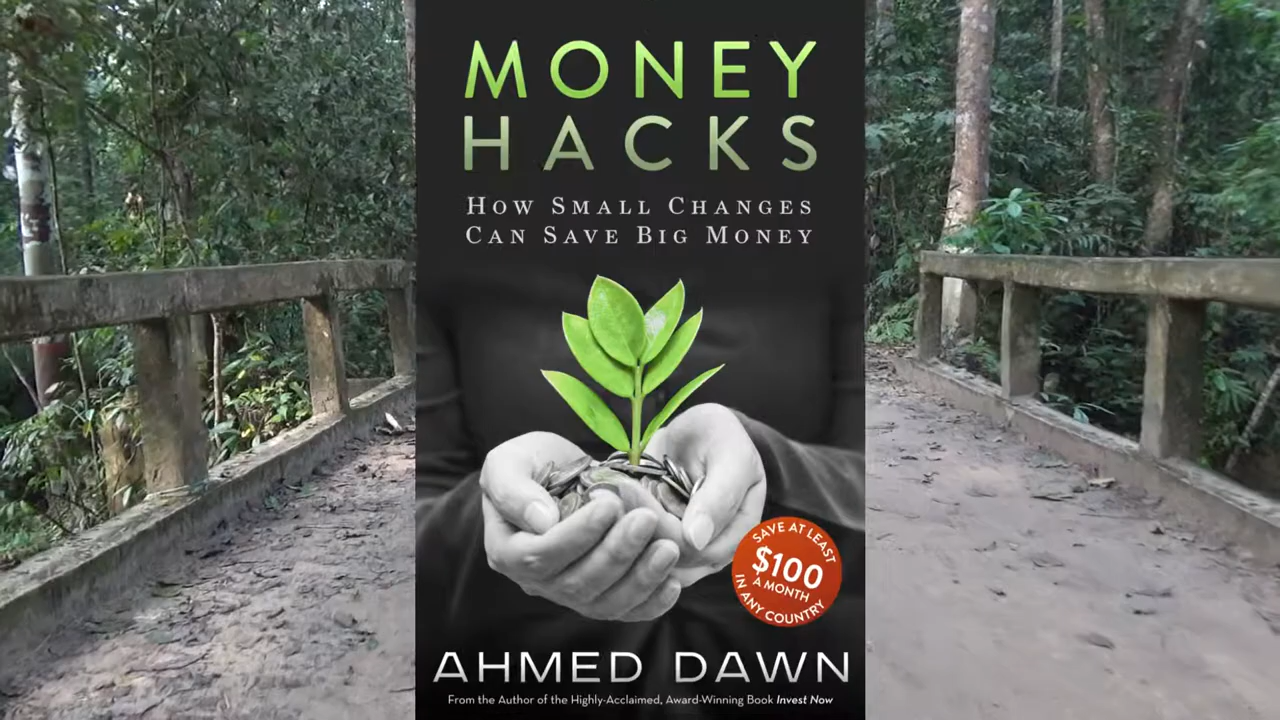 MONEY
HACKS
HOW SMALL CHANGES
CAN SAVE BIG MONEY
SAVE AT LEAST
$100
A MONTH
IN ANY COUNTRY
AHMED DAWN
From the Author of the Highly-Acclaimed, Award-Winning Book Invest Now